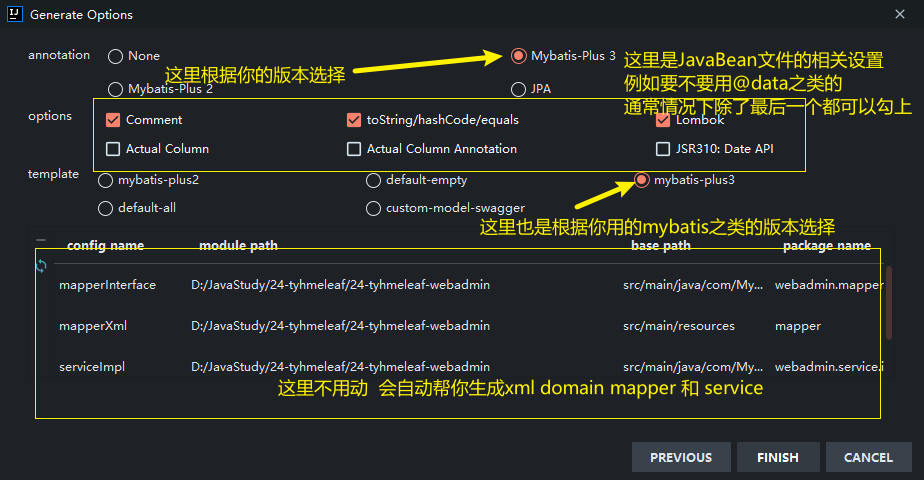 Generate Options
annotation
None
Mybatis-Plus 3
这里是JavaBean文件的相关设置
这里根据你的版本选择
例如要不要用@data之类的
Mybatis-Plus 2
JPA
通常情况下除了最后一个都可以勾上
options
Comment
toString/hashCode/equals
Lombok
Actual Column
Actual Column Annotation
JSR310: Date API
template
mybatis-plus2
default-empty
mybatis-plus3
default-all
custom-model-swagger
这里也是根据你用的mybatis之类的版本选择
config name module path base path package name
mapperInterface D:/JavaStudy/24-tyhmeleaf/24-tyhmeleaf-webadmin src/main/java/com/My... webadmin.mapper
mapperXml D:/JavaStudy/24-tyhmeleaf/24-tyhmeleaf-webadmin src/main/resources mapper
serviceImpl D:/JavaStudy/24-tyhmeleaf/24-tyhmeleaf-webadmin src/main/java/com/My... webadmin.service.i
这里不用动 会自动帮你生成xml domain mapper 和 service
PREVIOUS FINISH CANCEL